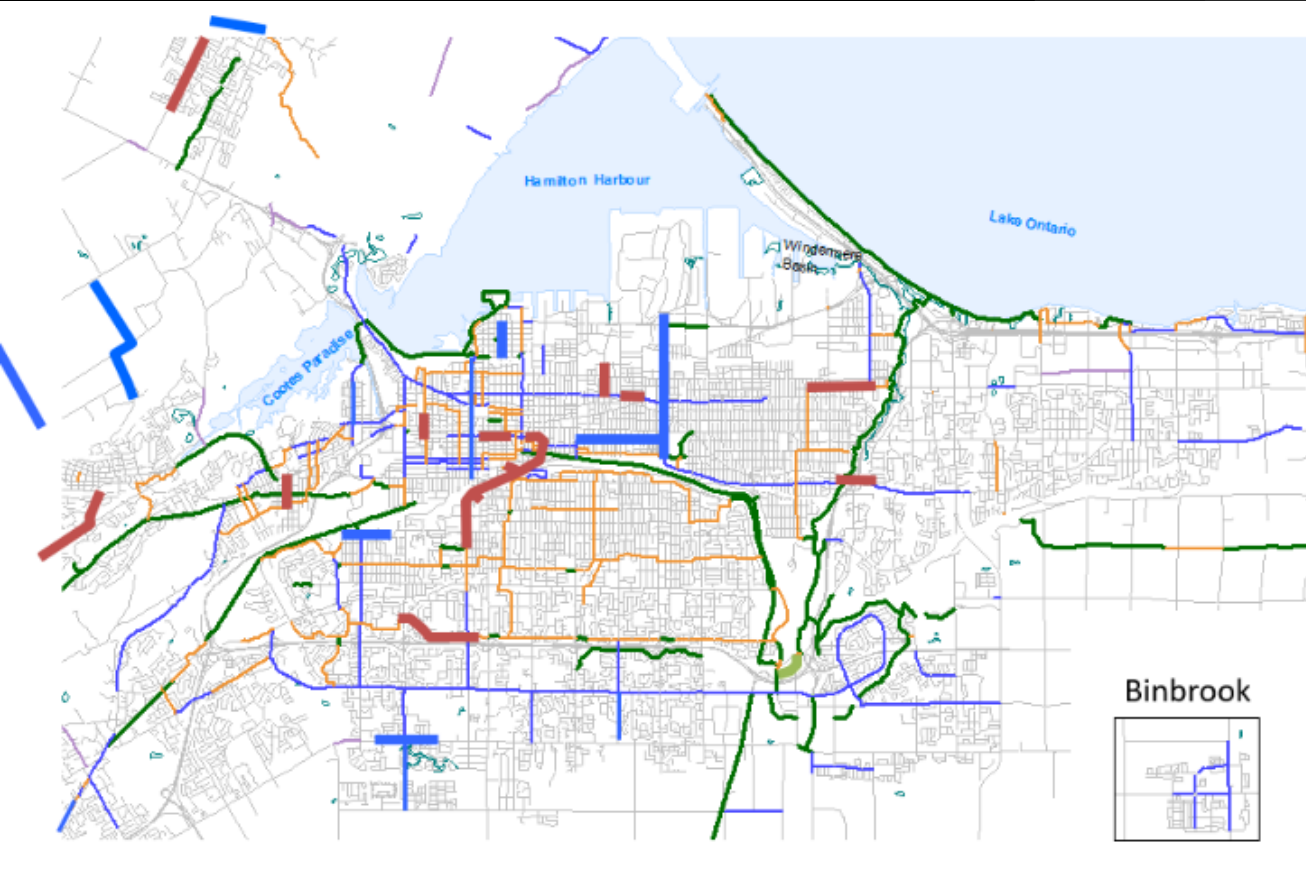 Hamilton Harbour
Lake Ontario
Windermere
Basin
Cootes Paradise
Binbrook